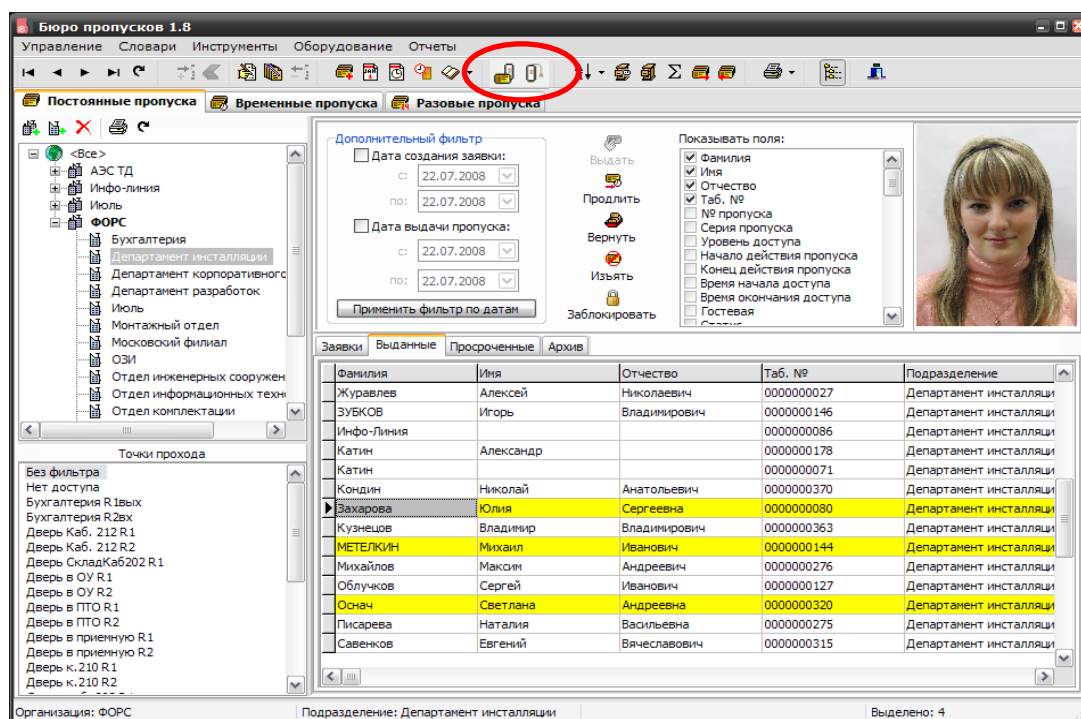 Бюро пропусков 1.8
Управление Словари Инструменты Оборудование Отчеты
Постоянные пропуска Временные пропуска Разовые пропуска
<Все>
АЭС ТД
Инфо-линия
Июль
ФОРС
Бухгалтерия
Департамент инсталляции
Департамент корпоративного
Департамент разработок
Июль
Монтажный отдел
Московский филиал
ОЗИ
Отдел инженерных сооружен
Отдел информационных техн
Отдел комплектации
Точки прохода
Без фильтра
Нет доступа
Бухгалтерия R1вых
Бухгалтерия R2вх
Дверь Каб. 212 R1
Дверь Каб. 212 R2
Дверь СкладКаб202 R1
Дверь в ОУ R1
Дверь в ОУ R2
Дверь в ПТО R1
Дверь в ПТО R2
Дверь в приемную R1
Дверь в приемную R2
Дверь к.210 R1
Дверь к.210 R2
Дополнительный фильтр
Дата создания заявки:
с: 22.07.2008
по: 22.07.2008
Дата выдачи пропуска:
с: 22.07.2008
по: 22.07.2008
Применить фильтр по датам
Выдать
Продлить
Вернуть
Изъять
Заблокировать
Показывать поля:
Фамилия
Имя
Отчество
Таб. №
№ пропуска
Серия пропуска
Уровень доступа
Начало действия пропуска
Конец действия пропуска
Время начала доступа
Время окончания доступа
Гостевая
Статус
Заявки Выданные Просроченные Архив
Фамилия Имя Отчество Таб. № Подразделение
Журавлев Алексей Николаевич 0000000027 Департамент инсталляци
ЗУБКОВ Игорь Владимирович 0000000146 Департамент инсталляци
Инфо-Линия 0000000086 Департамент инсталляци
Катин Александр 0000000178 Департамент инсталляци
Катин 0000000071 Департамент инсталляци
Кондин Николай Анатольевич 0000000370 Департамент инсталляци
Захарова Юлия Сергеевна 0000000080 Департамент инсталляци
Кузнецов Владимир Владимирович 0000000363 Департамент инсталляци
МЕТЕЛКИН Михаил Иванович 0000000144 Департамент инсталляци
Михайлов Максим Андреевич 0000000276 Департамент инсталляци
Облучков Сергей Иванович 0000000127 Департамент инсталляци
Оснач Светлана Андреевна 0000000320 Департамент инсталляци
Писарева Наталия Васильевна 0000000275 Департамент инсталляци
Савенков Евгений Вячеславович 0000000315 Департамент инсталляци
Организация: ФОРС Подразделение: Департамент инсталляции Выделено: 4